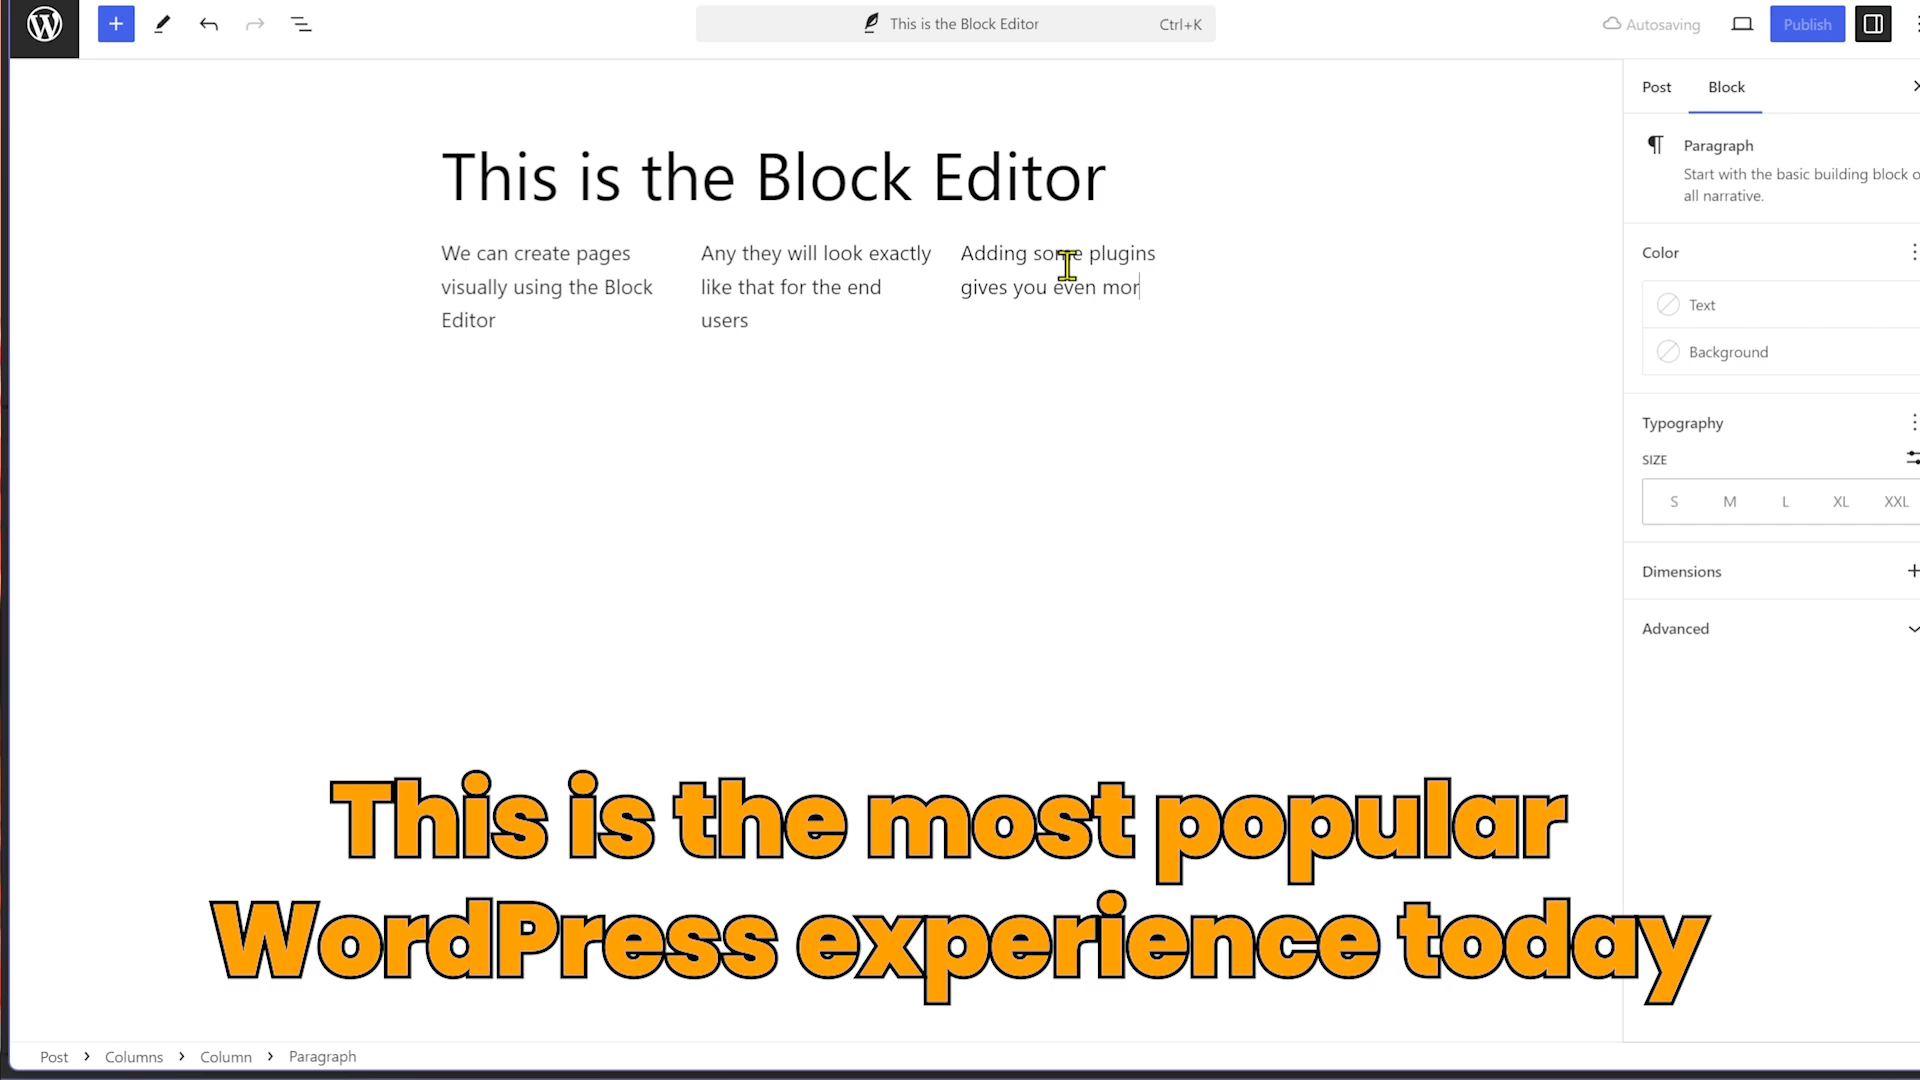 This is the Block Editor
Ctrl+K
Autosaving
Publish
Post
Block
This is the Block Editor
We can create pages
visually using the Block
Editor
Any they will look exactly
like that for the end
users
Adding some plugins
gives you even mor
Paragraph
Start with the basic building block o
all narrative.
Color
Text
Background
Typography
SIZE
S M L XL XXL
Dimensions
Advanced
This is the most popular
WordPress experience today
Post > Columns > Column > Paragraph